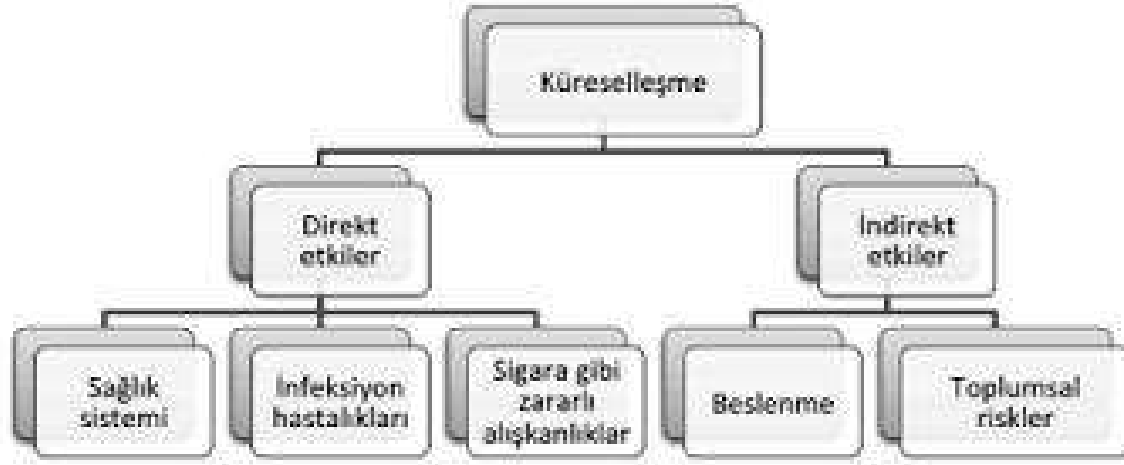 Küreselleşme
Direkt
etkiler
İndirekt
etkiler
Sağlık
sistemi
İnfeksiyon
hastalıkları
Sigara gibi
zararlı
alışkanlıklar
Beslenme
Toplumsal
riskler